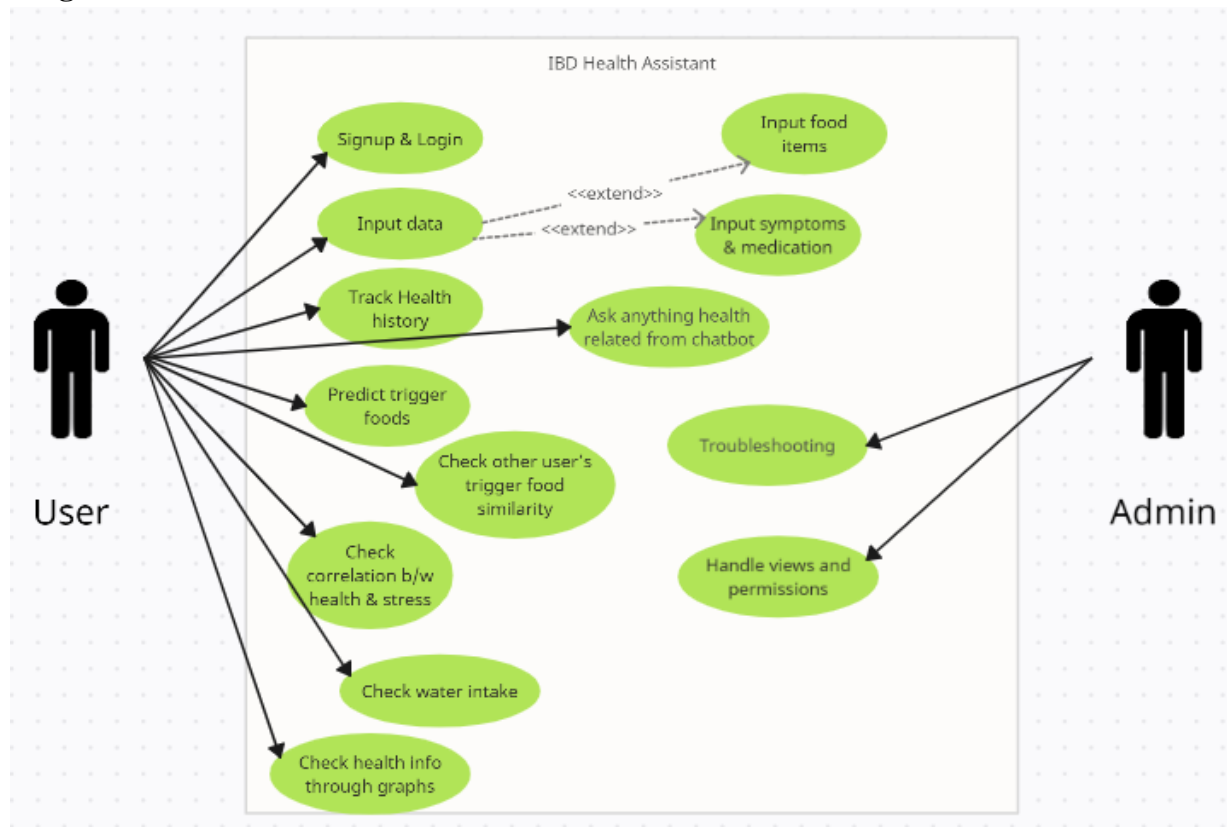 IBD Health Assistant
Signup & Login
Input food
items
Input data
<<extend>>
<<extend>>
Input symptoms
& medication
Track Health
history
Ask anything health
related from chatbot
Predict trigger
foods
Check other user's
trigger food
similarity
Troubleshooting
User
Admin
Check
correlation b/w
health & stress
Handle views and
permissions
Check water intake
Check health info
through graphs